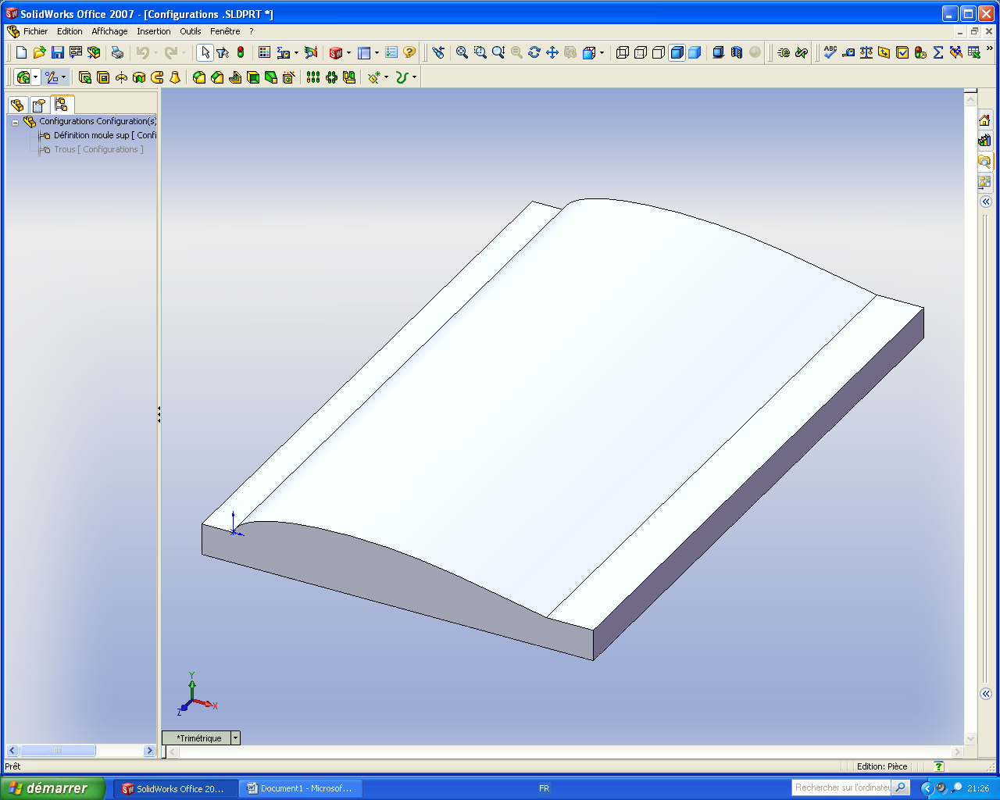 SolidWorks Office 2007 - [Configurations .SLDPRT *]
Fichier Edition Affichage Insertion Outils Fenêtre ?
Configurations Configuration(s)
Définition moule sup [ Confi
Trous [ Configurations ]
Y
X
Z
*Trimétrique
Prêt
Edition: Pièce
démarrer
SolidWorks Office 20...
Document1 - Microsof...
FR
Rechercher sur l'ordinateu
21:26